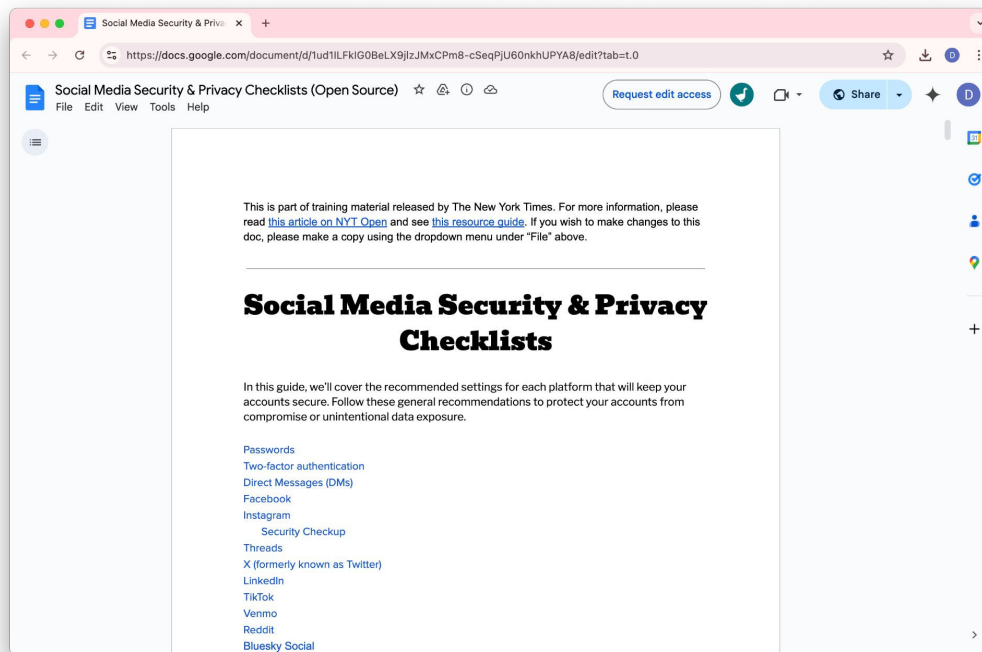 Social Media Security & Priva
https://docs.google.com/document/d/1ud1lLFklG0BeLX9jlzJMxCPm8-cSeqPjU60nkhUPYA8/edit?tab=t.0
D
Social Media Security & Privacy Checklists (Open Source)
File Edit View Tools Help
Request edit access
Share
D
31
This is part of training material released by The New York Times. For more information, please
read this article on NYT Open and see this resource guide. If you wish to make changes to this
doc, please make a copy using the dropdown menu under “File” above.
Social Media Security & Privacy
Checklists
In this guide, we’ll cover the recommended settings for each platform that will keep your
accounts secure. Follow these general recommendations to protect your accounts from
compromise or unintentional data exposure.
Passwords
Two-factor authentication
Direct Messages (DMs)
Facebook
Instagram
Security Checkup
Threads
X (formerly known as Twitter)
LinkedIn
TikTok
Venmo
Reddit
Bluesky Social